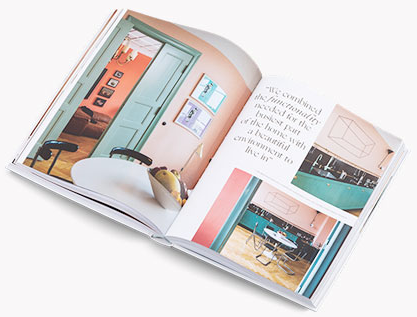 “We combined
the functionality
needed for the
busiest part
of the home with
a beautiful
environment to
live in”